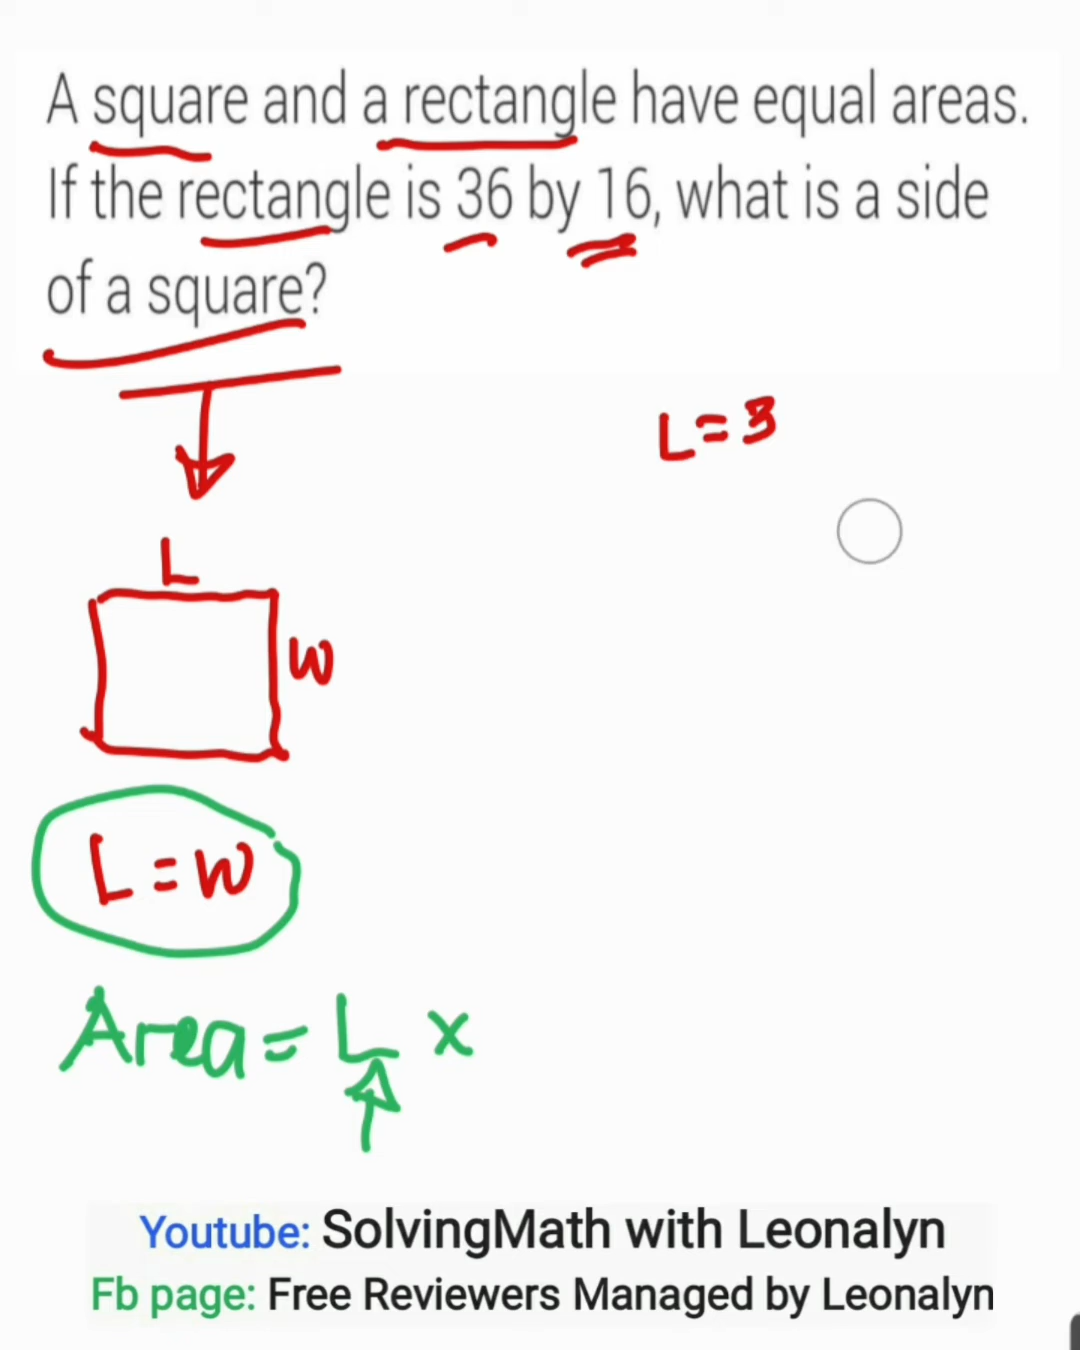 A square and a rectangle have equal areas.
If the rectangle is 36 by 16, what is a side
of a square?
L=3
L
W
L=W
Area=L x
Youtube: SolvingMath with Leonalyn
Fb page: Free Reviewers Managed by Leonalyn